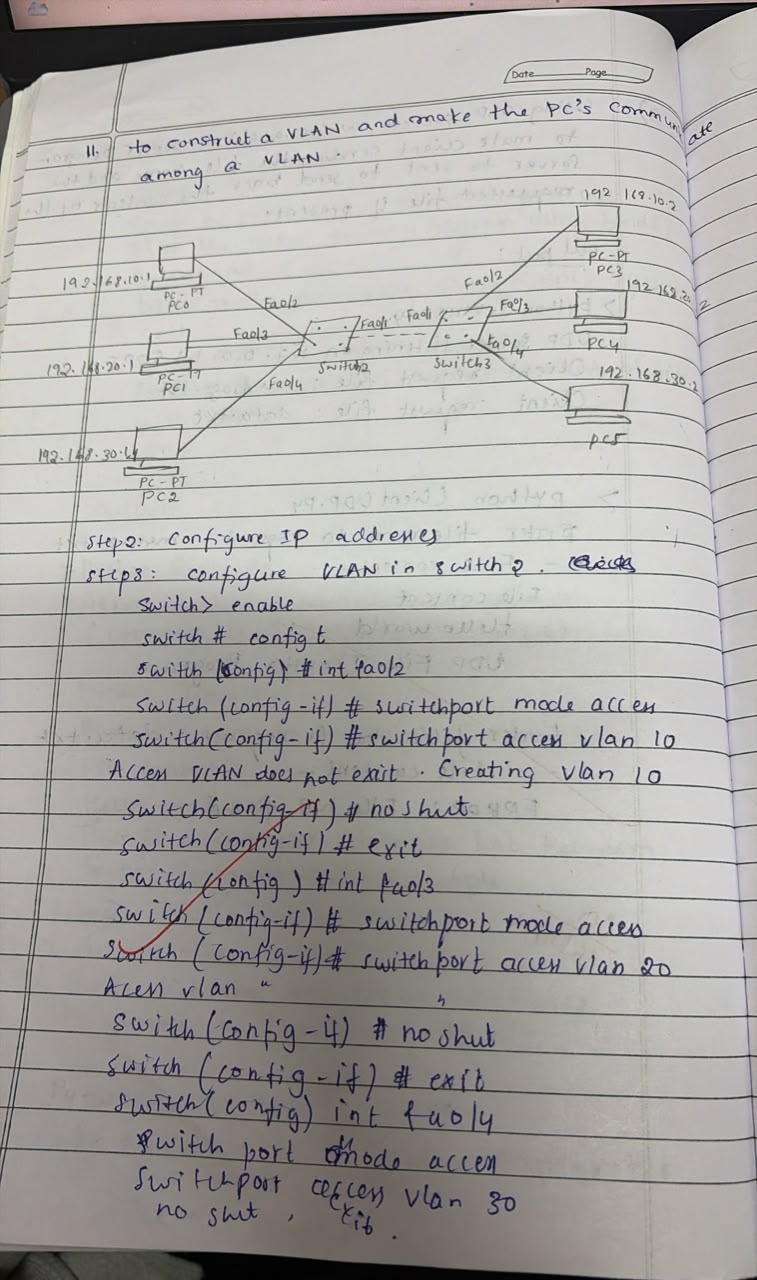 Date Page
11. to construct a VLAN and make the PC's communicate
among a VLAN
192 168.10.2
PC-PT
PC3
192.168.10.1
PC-PT
PC0
Fa0/2
Fa0/2
192 168.20.2
Fa0/3
PC4
Fa0/3
Fa0/1
Fa0/1
Switch2
Switch3
Fa0/4
192.168.20.1
PC-PT
PC1
Fa0/4
192.168.30.2
PC5
192.168.30.1
PC-PT
PC2
Step2: Configure IP addresses
Step3: configure VLAN in switch 2.
Switch> enable
switch # config t
switch (config) # int fa0/2
switch (config-if) # switchport mode access
switch(config-if) # switchport access vlan 10
Access VLAN does not exit. Creating vlan 10
switch(config-if) # no shut
switch(config-if) # exit
switch (config) # int fa0/3
switch (config-if) # switchport mode access
switch (config-if) # switchport access vlan 20
Acess vlan " "
switch (config-if) # no shut
switch (config-if) # exit
switch (config) int fa0/4
switch port mode access
switchport access vlan 30
no shut, exit.